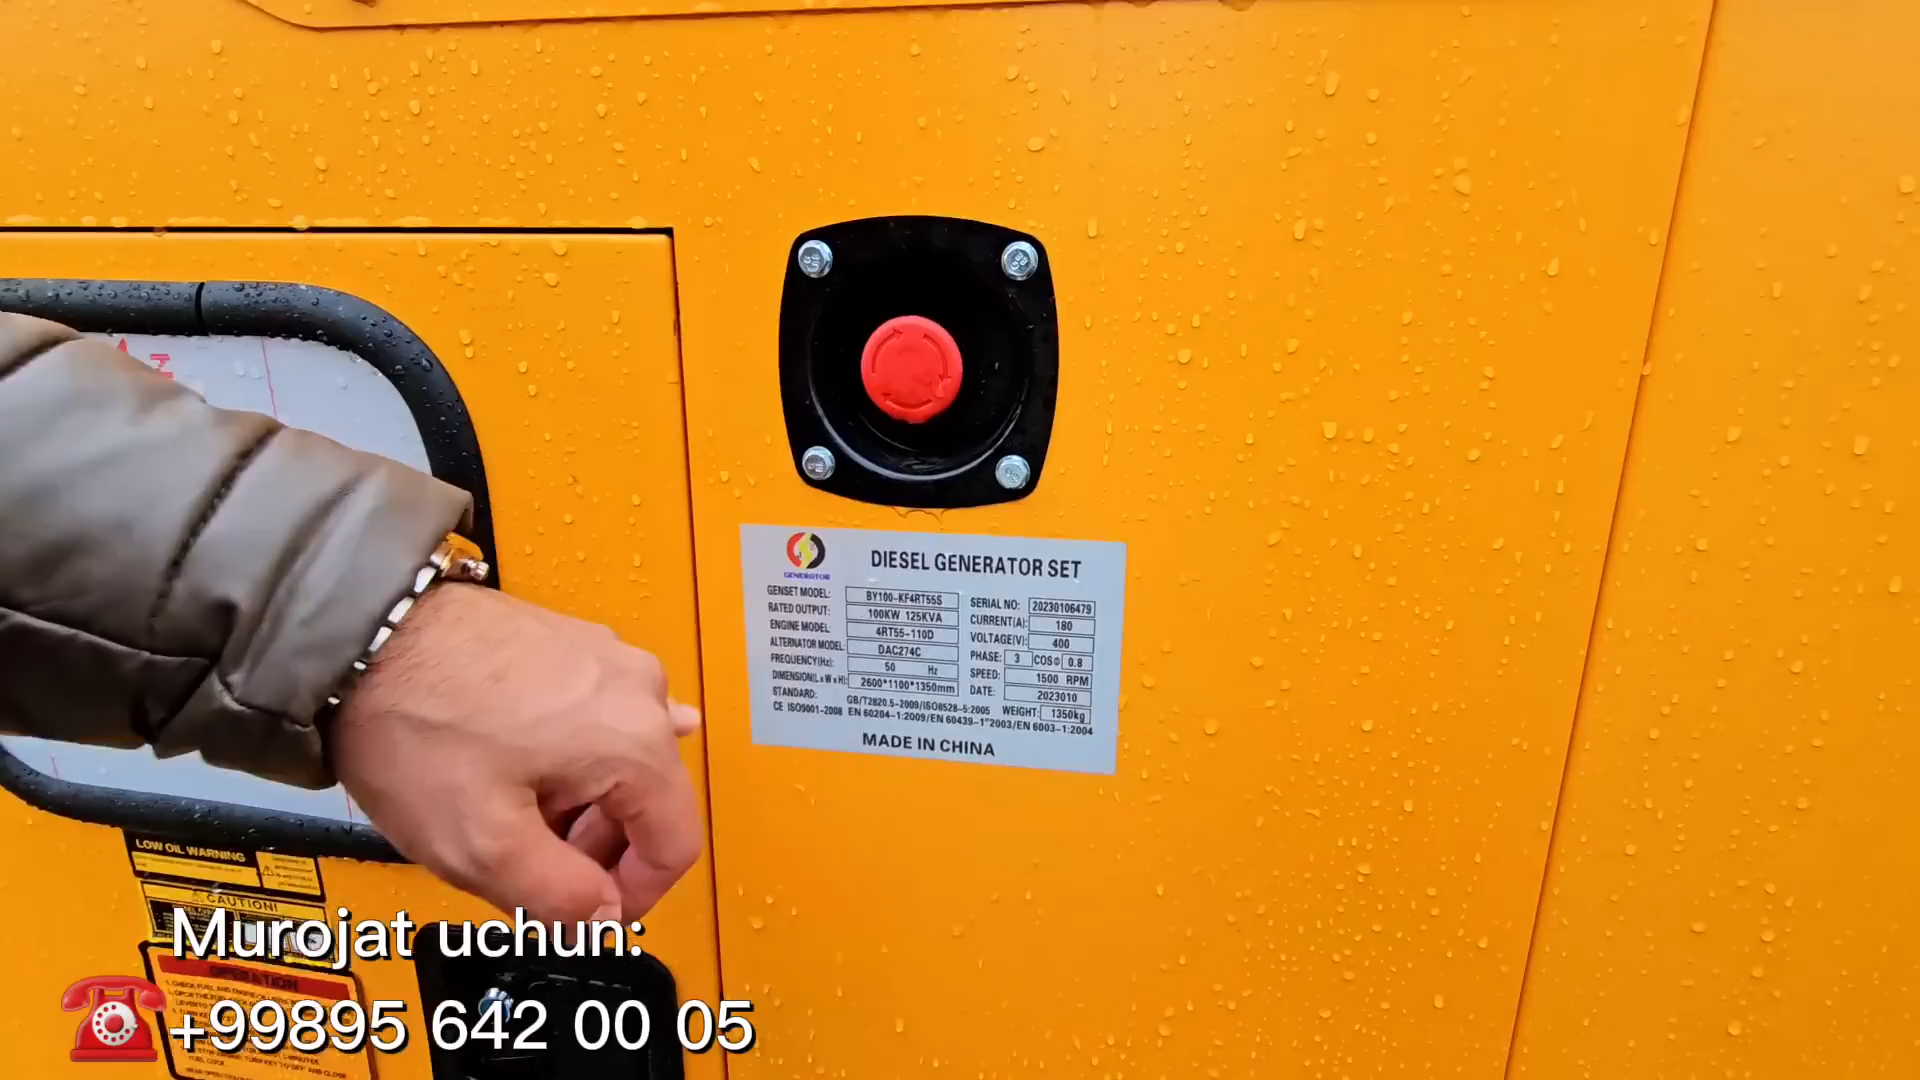 GENERATOR
DIESEL GENERATOR SET
GENSET MODEL: BY100-KF4RT55S
RATED OUTPUT: 100KW 125KVA
ENGINE MODEL: 4RT55-110D
ALTERNATOR MODEL: DAC274C
FREQUENCY(Hz): 50 Hz
DIMENSION(LxWxH): 2600*1100*1350mm
SERIAL NO: 20230106479
CURRENT(A): 180
VOLTAGE(V): 400
PHASE: 3 COSΦ 0.8
SPEED: 1500 RPM
DATE: 2023010
WEIGHT: 1350kg
STANDARD: GB/T2820.5-2009/ISO8528-5:2005
CE ISO9001-2008 EN 60204-1:2009/EN 60439-1"2003/EN 6003-1:2004
MADE IN CHINA
LOW OIL WARNING
CAUTION!
OPERATION
Murojat uchun:
+99895 642 00 05